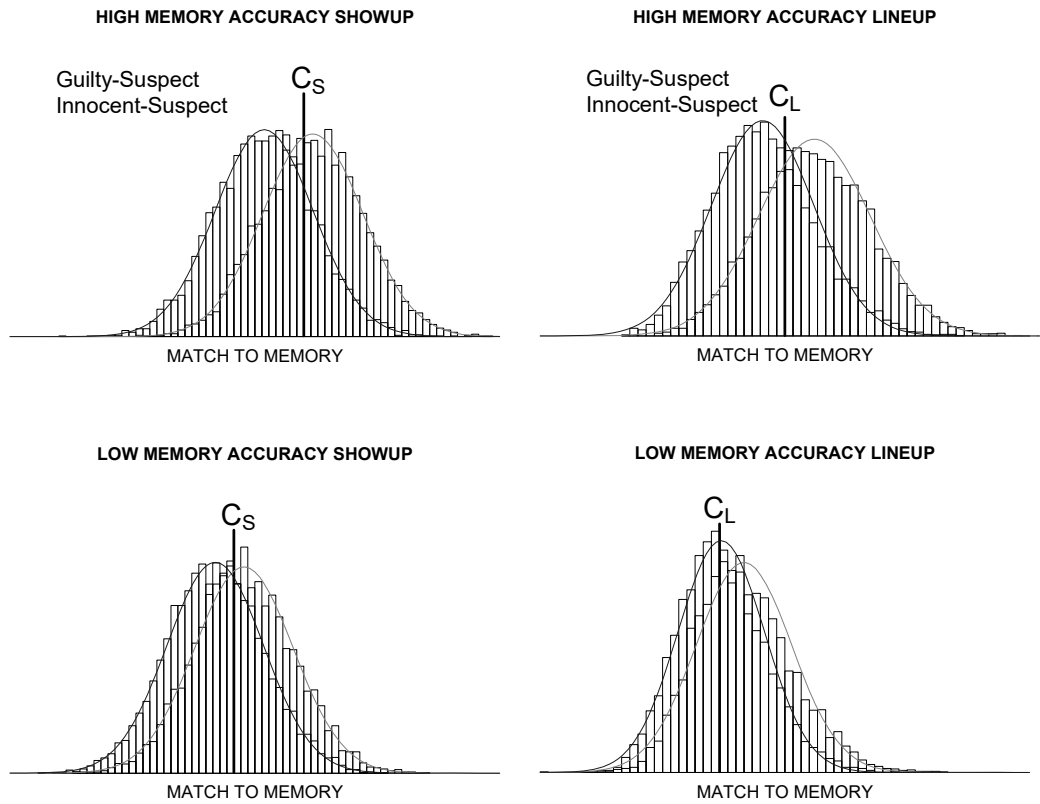 HIGH MEMORY ACCURACY SHOWUP
Guilty-Suspect
Innocent-Suspect
CS
MATCH TO MEMORY
HIGH MEMORY ACCURACY LINEUP
Guilty-Suspect
Innocent-Suspect
CL
MATCH TO MEMORY
LOW MEMORY ACCURACY SHOWUP
CS
MATCH TO MEMORY
LOW MEMORY ACCURACY LINEUP
CL
MATCH TO MEMORY